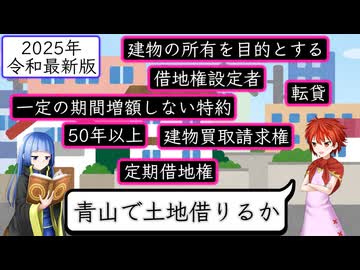 2025年
令和最新版
建物の所有を目的とする
借地権設定者
転貸
一定の期間増額しない特約
50年以上
建物買取請求権
定期借地権
青山で土地借りるか